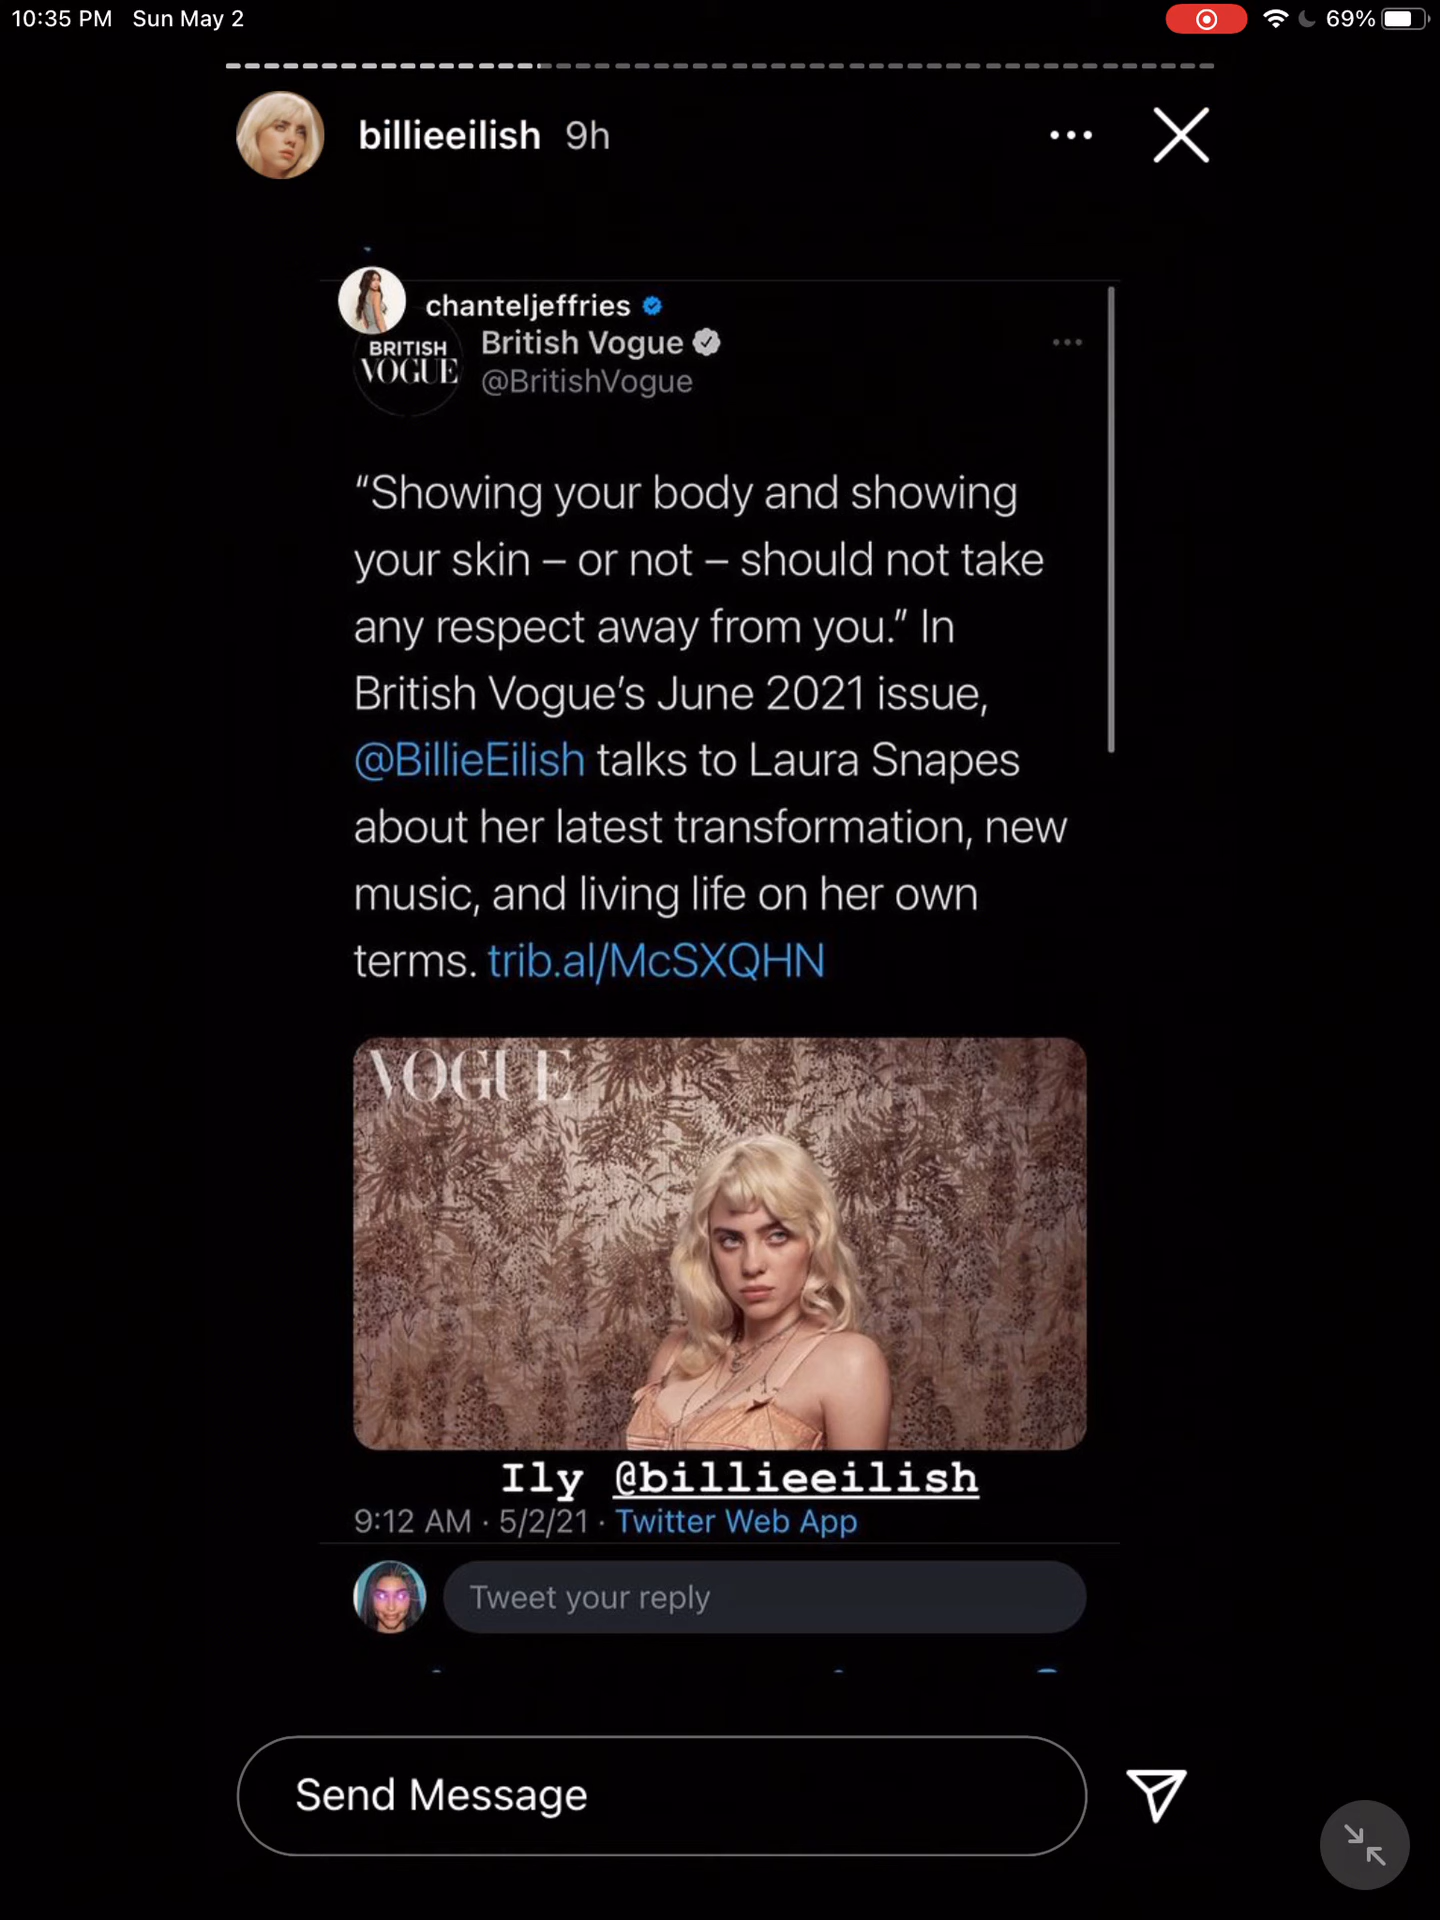 10:35 PM Sun May 2
69%
billieeilish 9h
chanteljeffries
BRITISH
VOGUE
British Vogue
@BritishVogue
“Showing your body and showing
your skin – or not – should not take
any respect away from you.” In
British Vogue’s June 2021 issue,
@BillieEilish talks to Laura Snapes
about her latest transformation, new
music, and living life on her own
terms. trib.al/McSXQHN
VOGUE
Ily @billieeilish
9:12 AM · 5/2/21 · Twitter Web App
Tweet your reply
Send Message